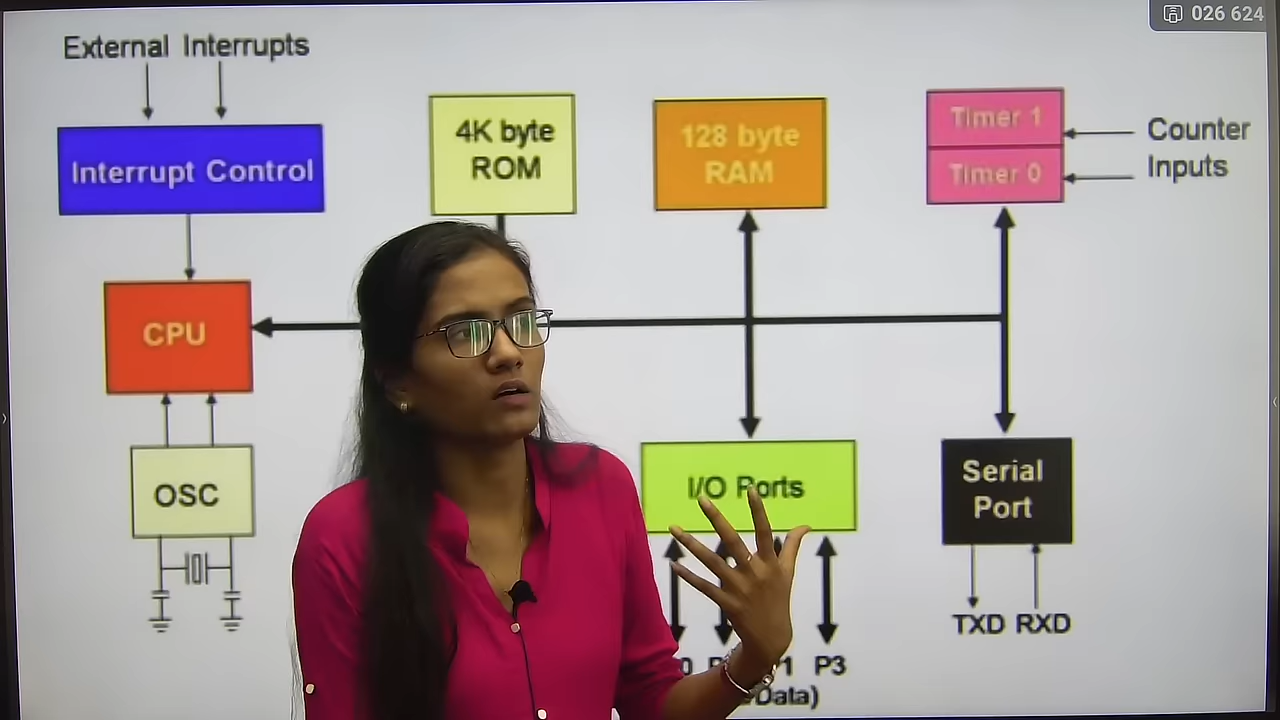 026 624
External Interrupts
Interrupt Control
4K byte
ROM
128 byte
RAM
Timer 1
Timer 0
Counter
Inputs
CPU
OSC
I/O Ports
Serial
Port
TXD RXD
P3
Data)